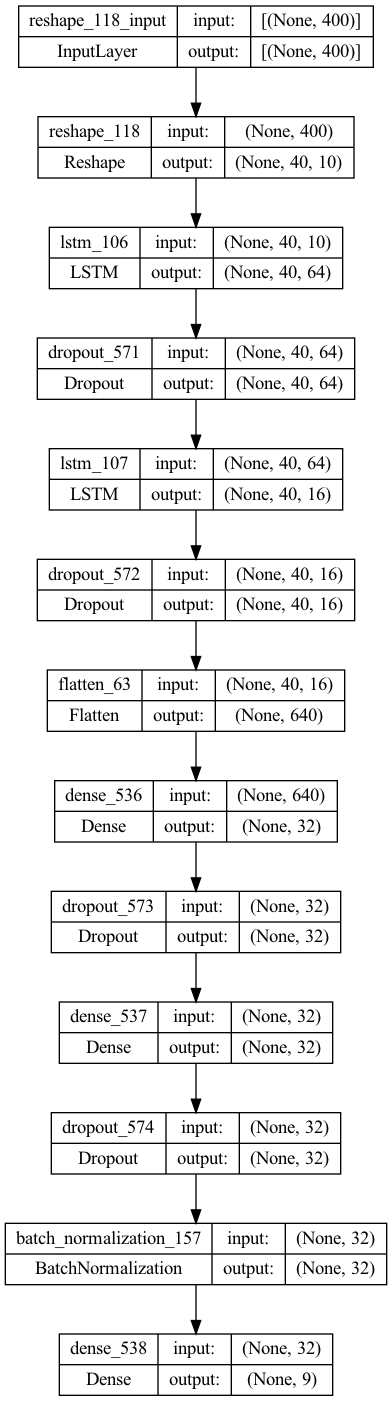 reshape_118_input input: [(None, 400)]
InputLayer output: [(None, 400)]
reshape_118 input: (None, 400)
Reshape output: (None, 40, 10)
lstm_106 input: (None, 40, 10)
LSTM output: (None, 40, 64)
dropout_571 input: (None, 40, 64)
Dropout output: (None, 40, 64)
lstm_107 input: (None, 40, 64)
LSTM output: (None, 40, 16)
dropout_572 input: (None, 40, 16)
Dropout output: (None, 40, 16)
flatten_63 input: (None, 40, 16)
Flatten output: (None, 640)
dense_536 input: (None, 640)
Dense output: (None, 32)
dropout_573 input: (None, 32)
Dropout output: (None, 32)
dense_537 input: (None, 32)
Dense output: (None, 32)
dropout_574 input: (None, 32)
Dropout output: (None, 32)
batch_normalization_157 input: (None, 32)
BatchNormalization output: (None, 32)
dense_538 input: (None, 32)
Dense output: (None, 9)